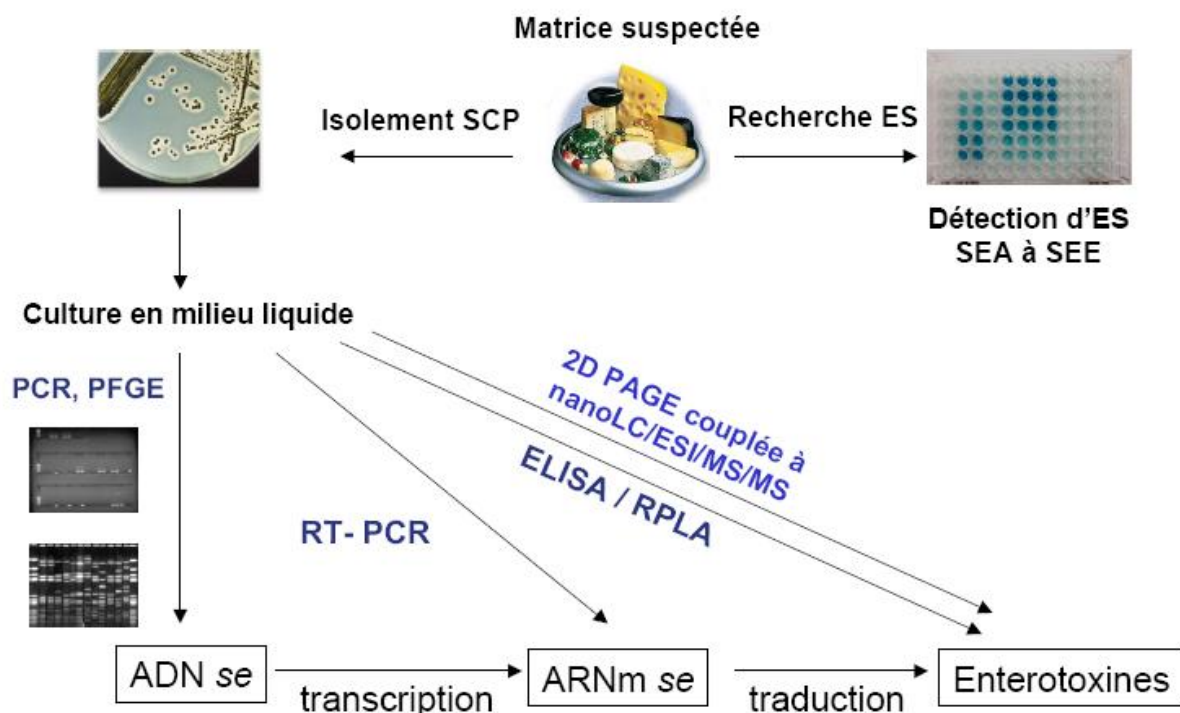 Matrice suspectée
Isolement SCP
Recherche ES
Détection d'ES
SEA à SEE
Culture en milieu liquide
PCR, PFGE
2D PAGE couplée à
nanoLC/ESI/MS/MS
ELISA / RPLA
RT- PCR
ADN se
transcription
ARNm se
traduction
Enterotoxines